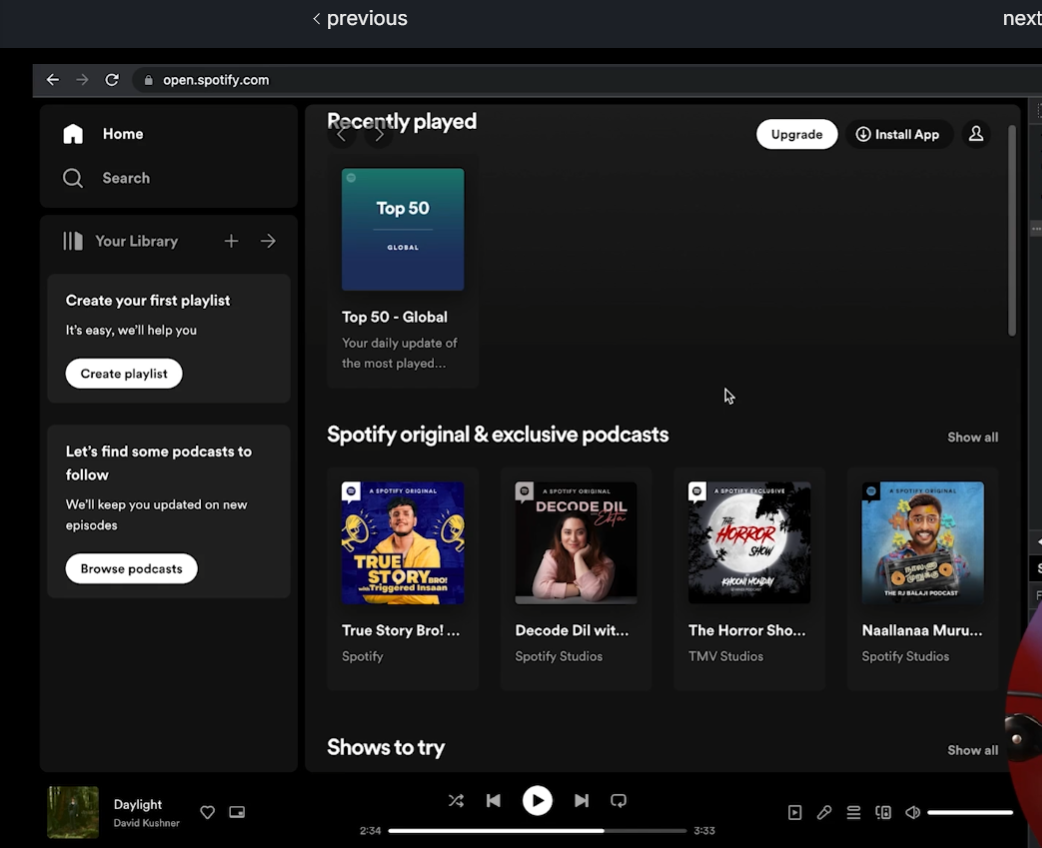 previous
next
open.spotify.com
Home
Search
Your Library
Create your first playlist
It's easy, we'll help you
Create playlist
Let's find some podcasts to
follow
We'll keep you updated on new
episodes
Browse podcasts
Recently played
Upgrade
Install App
Top 50
GLOBAL
Top 50 - Global
Your daily update of
the most played...
Spotify original & exclusive podcasts
Show all
A SPOTIFY ORIGINAL
TRUE
STORY BRO!
with Triggered Insaan
True Story Bro! ...
Spotify
A SPOTIFY ORIGINAL
DECODE DIL
Decode Dil wit...
Spotify Studios
A SPOTIFY EXCLUSIVE
THE
HORROR
SHOW
KHOONI MONDAY
The Horror Sho...
TMV Studios
A SPOTIFY ORIGINAL
THE RJ BALAJI PODCAST
Naallanaa Muru...
Spotify Studios
Shows to try
Show all
Daylight
David Kushner
2:34
3:33